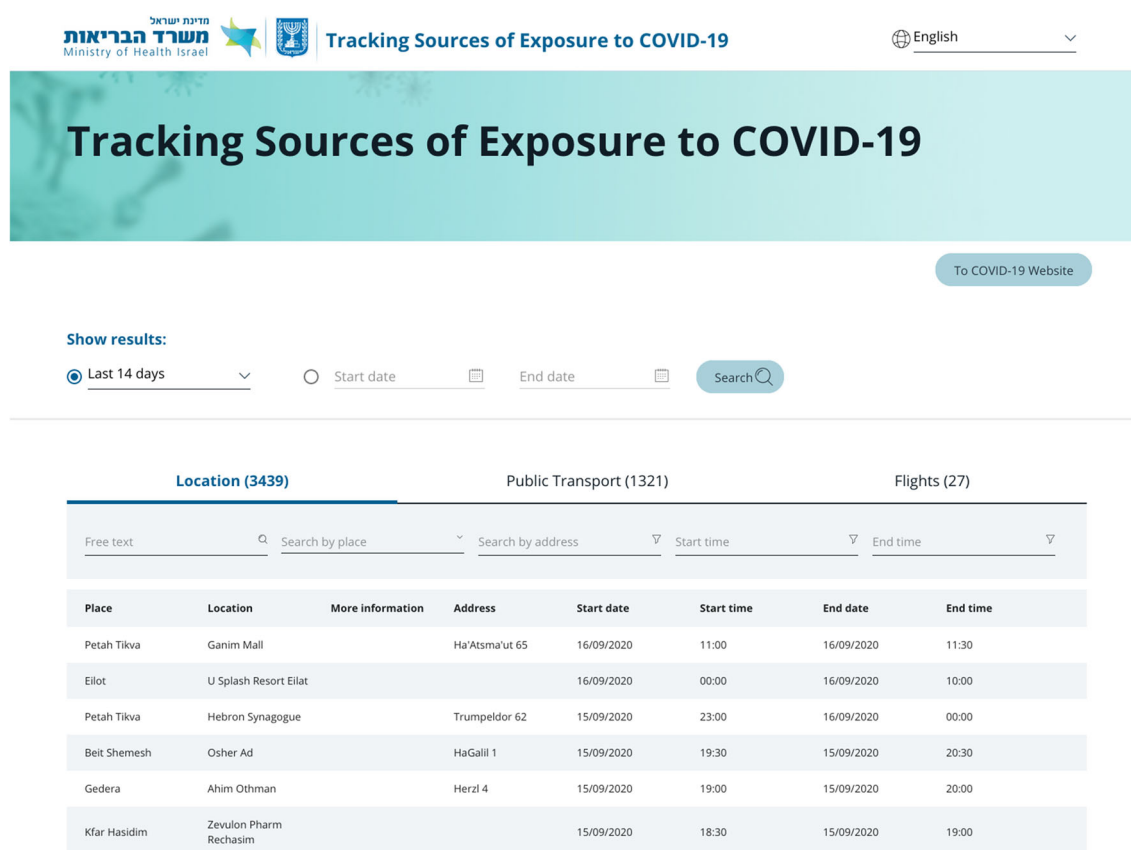 מדינת ישראל
משרד הבריאות
Ministry of Health Israel
Tracking Sources of Exposure to COVID-19
English
Tracking Sources of Exposure to COVID-19
To COVID-19 Website
Show results:
Last 14 days Start date End date Search
Location (3439) Public Transport (1321) Flights (27)
Free text Search by place Search by address Start time End time
Place Location More information Address Start date Start time End date End time
Petah Tikva Ganim Mall Ha'Atsma'ut 65 16/09/2020 11:00 16/09/2020 11:30
Eilot U Splash Resort Eilat 16/09/2020 00:00 16/09/2020 10:00
Petah Tikva Hebron Synagogue Trumpeldor 62 15/09/2020 23:00 16/09/2020 00:00
Beit Shemesh Osher Ad HaGalil 1 15/09/2020 19:30 15/09/2020 20:30
Gedera Ahim Othman Herzl 4 15/09/2020 19:00 15/09/2020 20:00
Kfar Hasidim Zevulon Pharm Rechasim 15/09/2020 18:30 15/09/2020 19:00